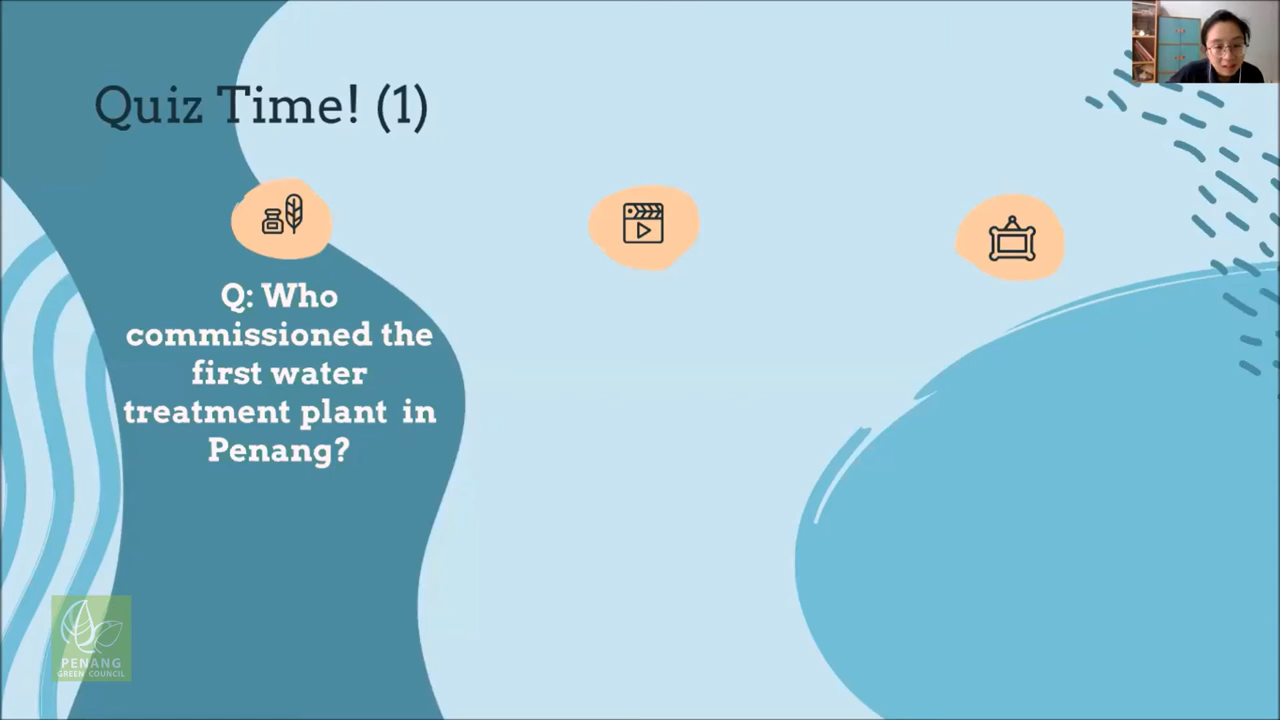 Quiz Time! (1)
Q: Who
commissioned the
first water
treatment plant in
Penang?
PENANG
GREEN COUNCIL